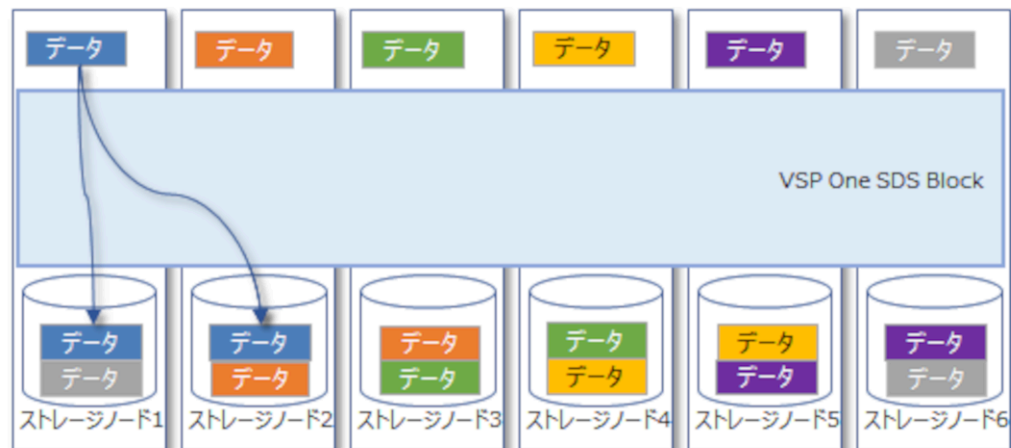 データ データ データ データ データ データ
VSP One SDS Block
データ データ データ データ データ データ
データ データ データ データ データ データ
ストレージノード1 ストレージノード2 ストレージノード3 ストレージノード4 ストレージノード5 ストレージノード6